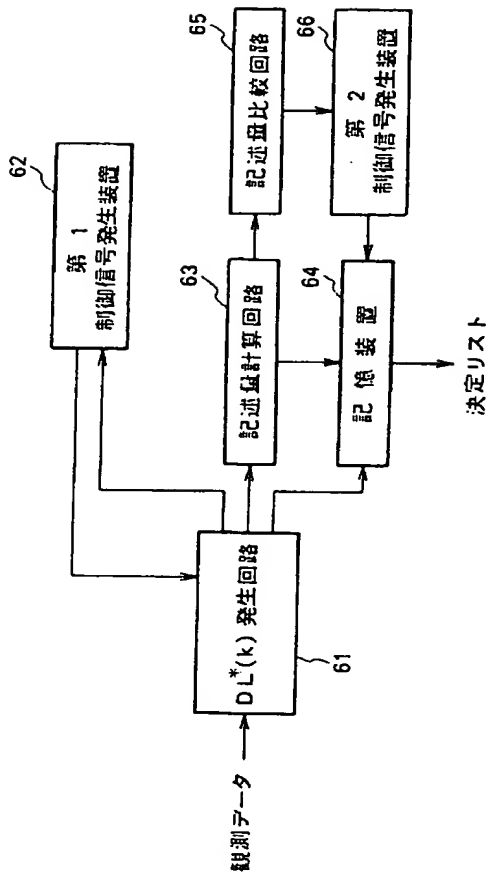 62
第1
制御信号発生装置
65
記述量比較回路
66
第2
制御信号発生装置
63
記述量計算回路
64
記憶装置
決定リスト
DL*(k) 発生回路
61
観測データ